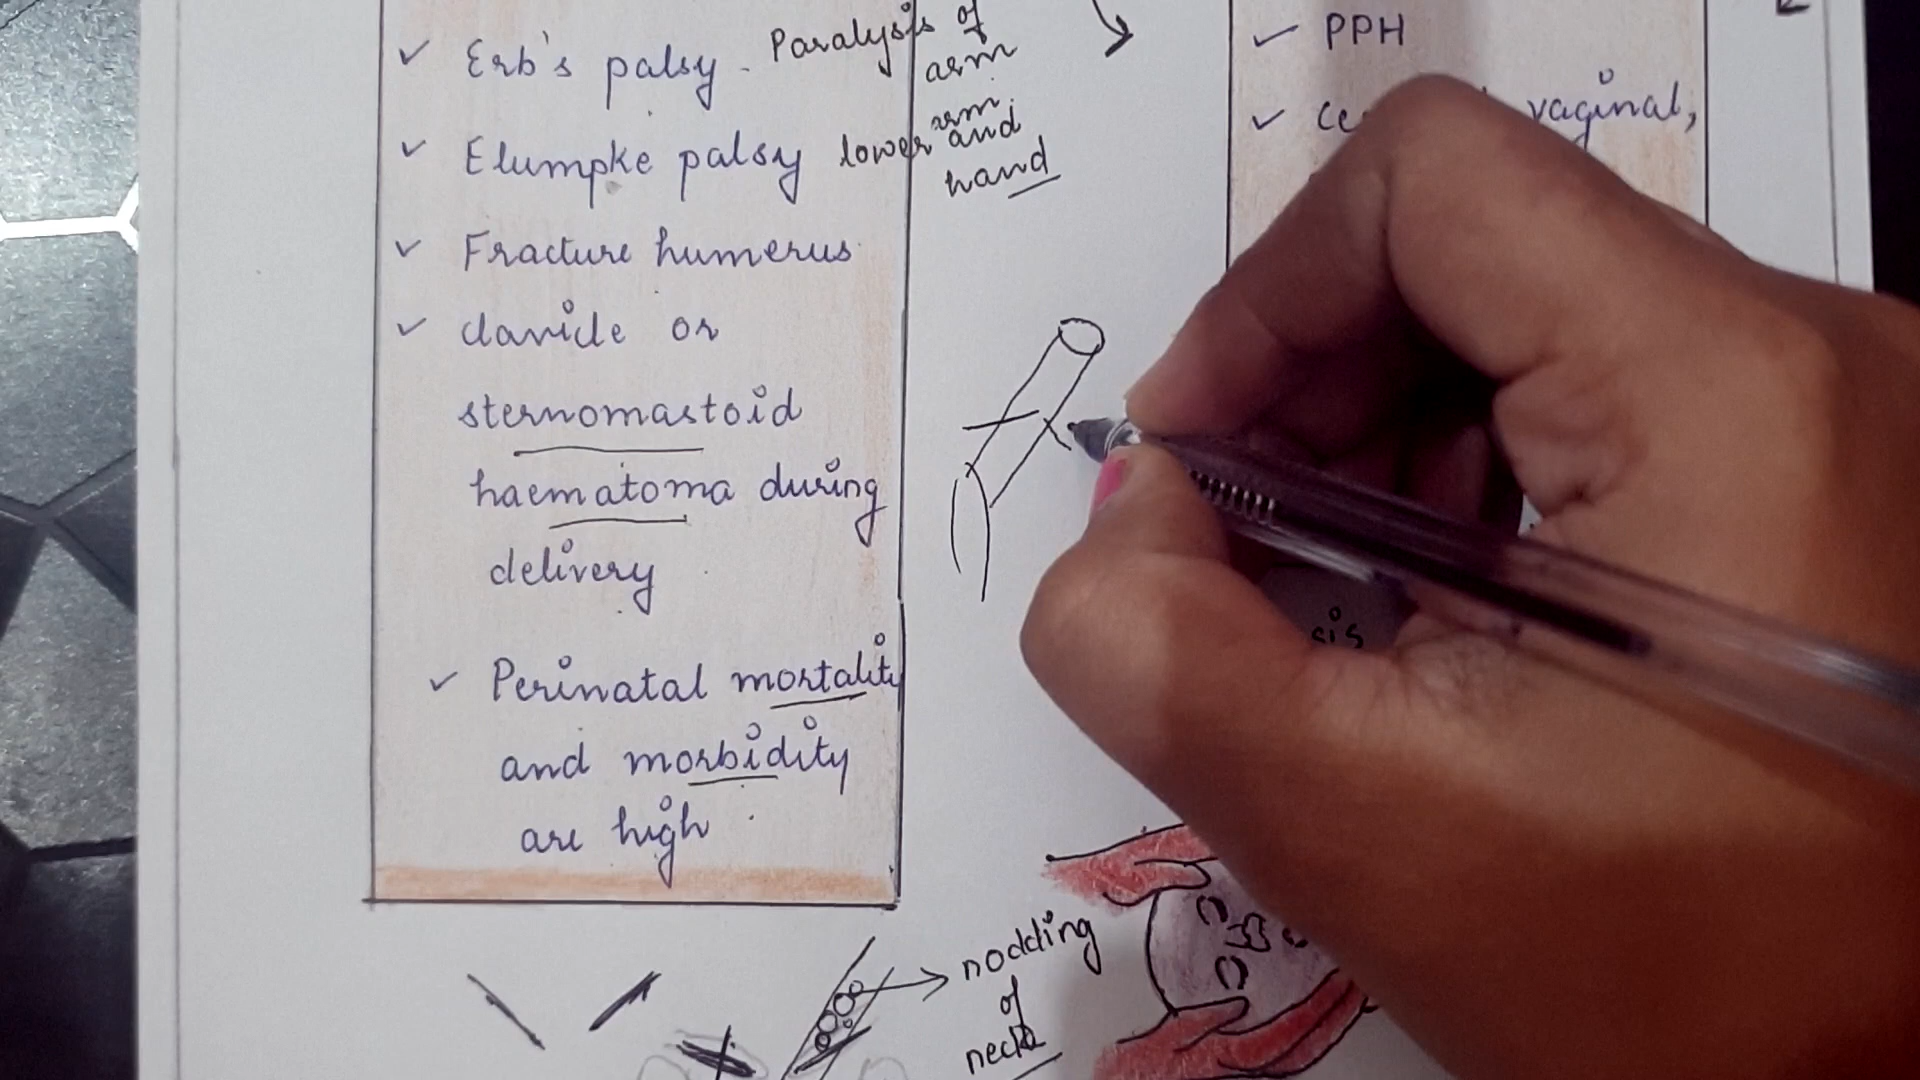 ✓ Erb's palsy - Paralysis of
arm
✓ Elumpke palsy lower arm and
hand
✓ Fracture humerus
✓ clavicle or
sternomastoid
haematoma during
delivery
✓ Perinatal mortality
and morbidity
are high
✓ PPH
✓ vaginal,
nodding
of
neck